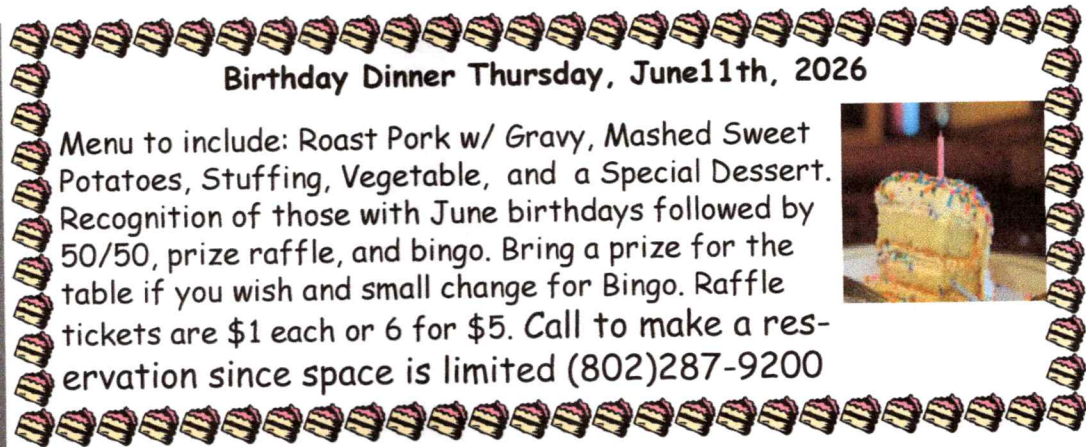 Birthday Dinner Thursday, June11th, 2026
Menu to include: Roast Pork w/ Gravy, Mashed Sweet
Potatoes, Stuffing, Vegetable, and a Special Dessert.
Recognition of those with June birthdays followed by
50/50, prize raffle, and bingo. Bring a prize for the
table if you wish and small change for Bingo. Raffle
tickets are $1 each or 6 for $5. Call to make a res-
ervation since space is limited (802)287-9200